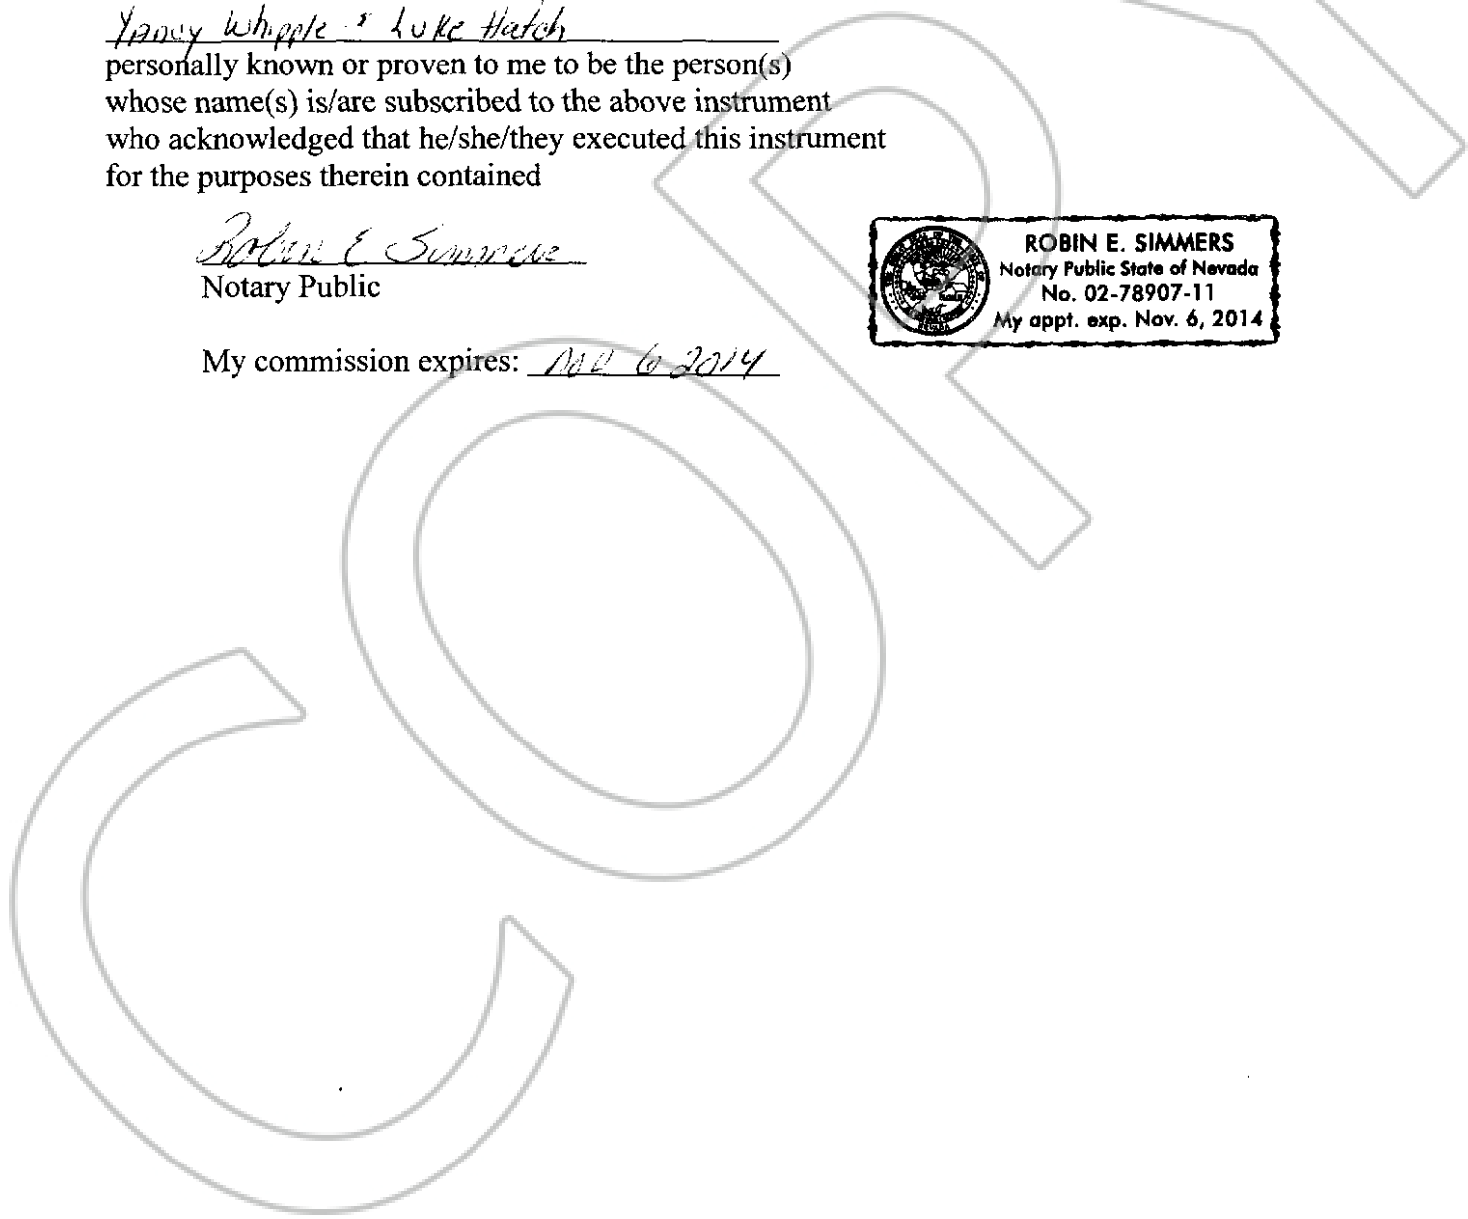 Yancy Whipple & Luke Hatch
personally known or proven to me to be the person(s)
whose name(s) is/are subscribed to the above instrument
who acknowledged that he/she/they executed this instrument
for the purposes therein contained
Robin E Simmers
Notary Public
ROBIN E. SIMMERS
Notary Public State of Nevada
No. 02-78907-11
My appt. exp. Nov. 6, 2014
My commission expires: Nov 6 2014
COPY